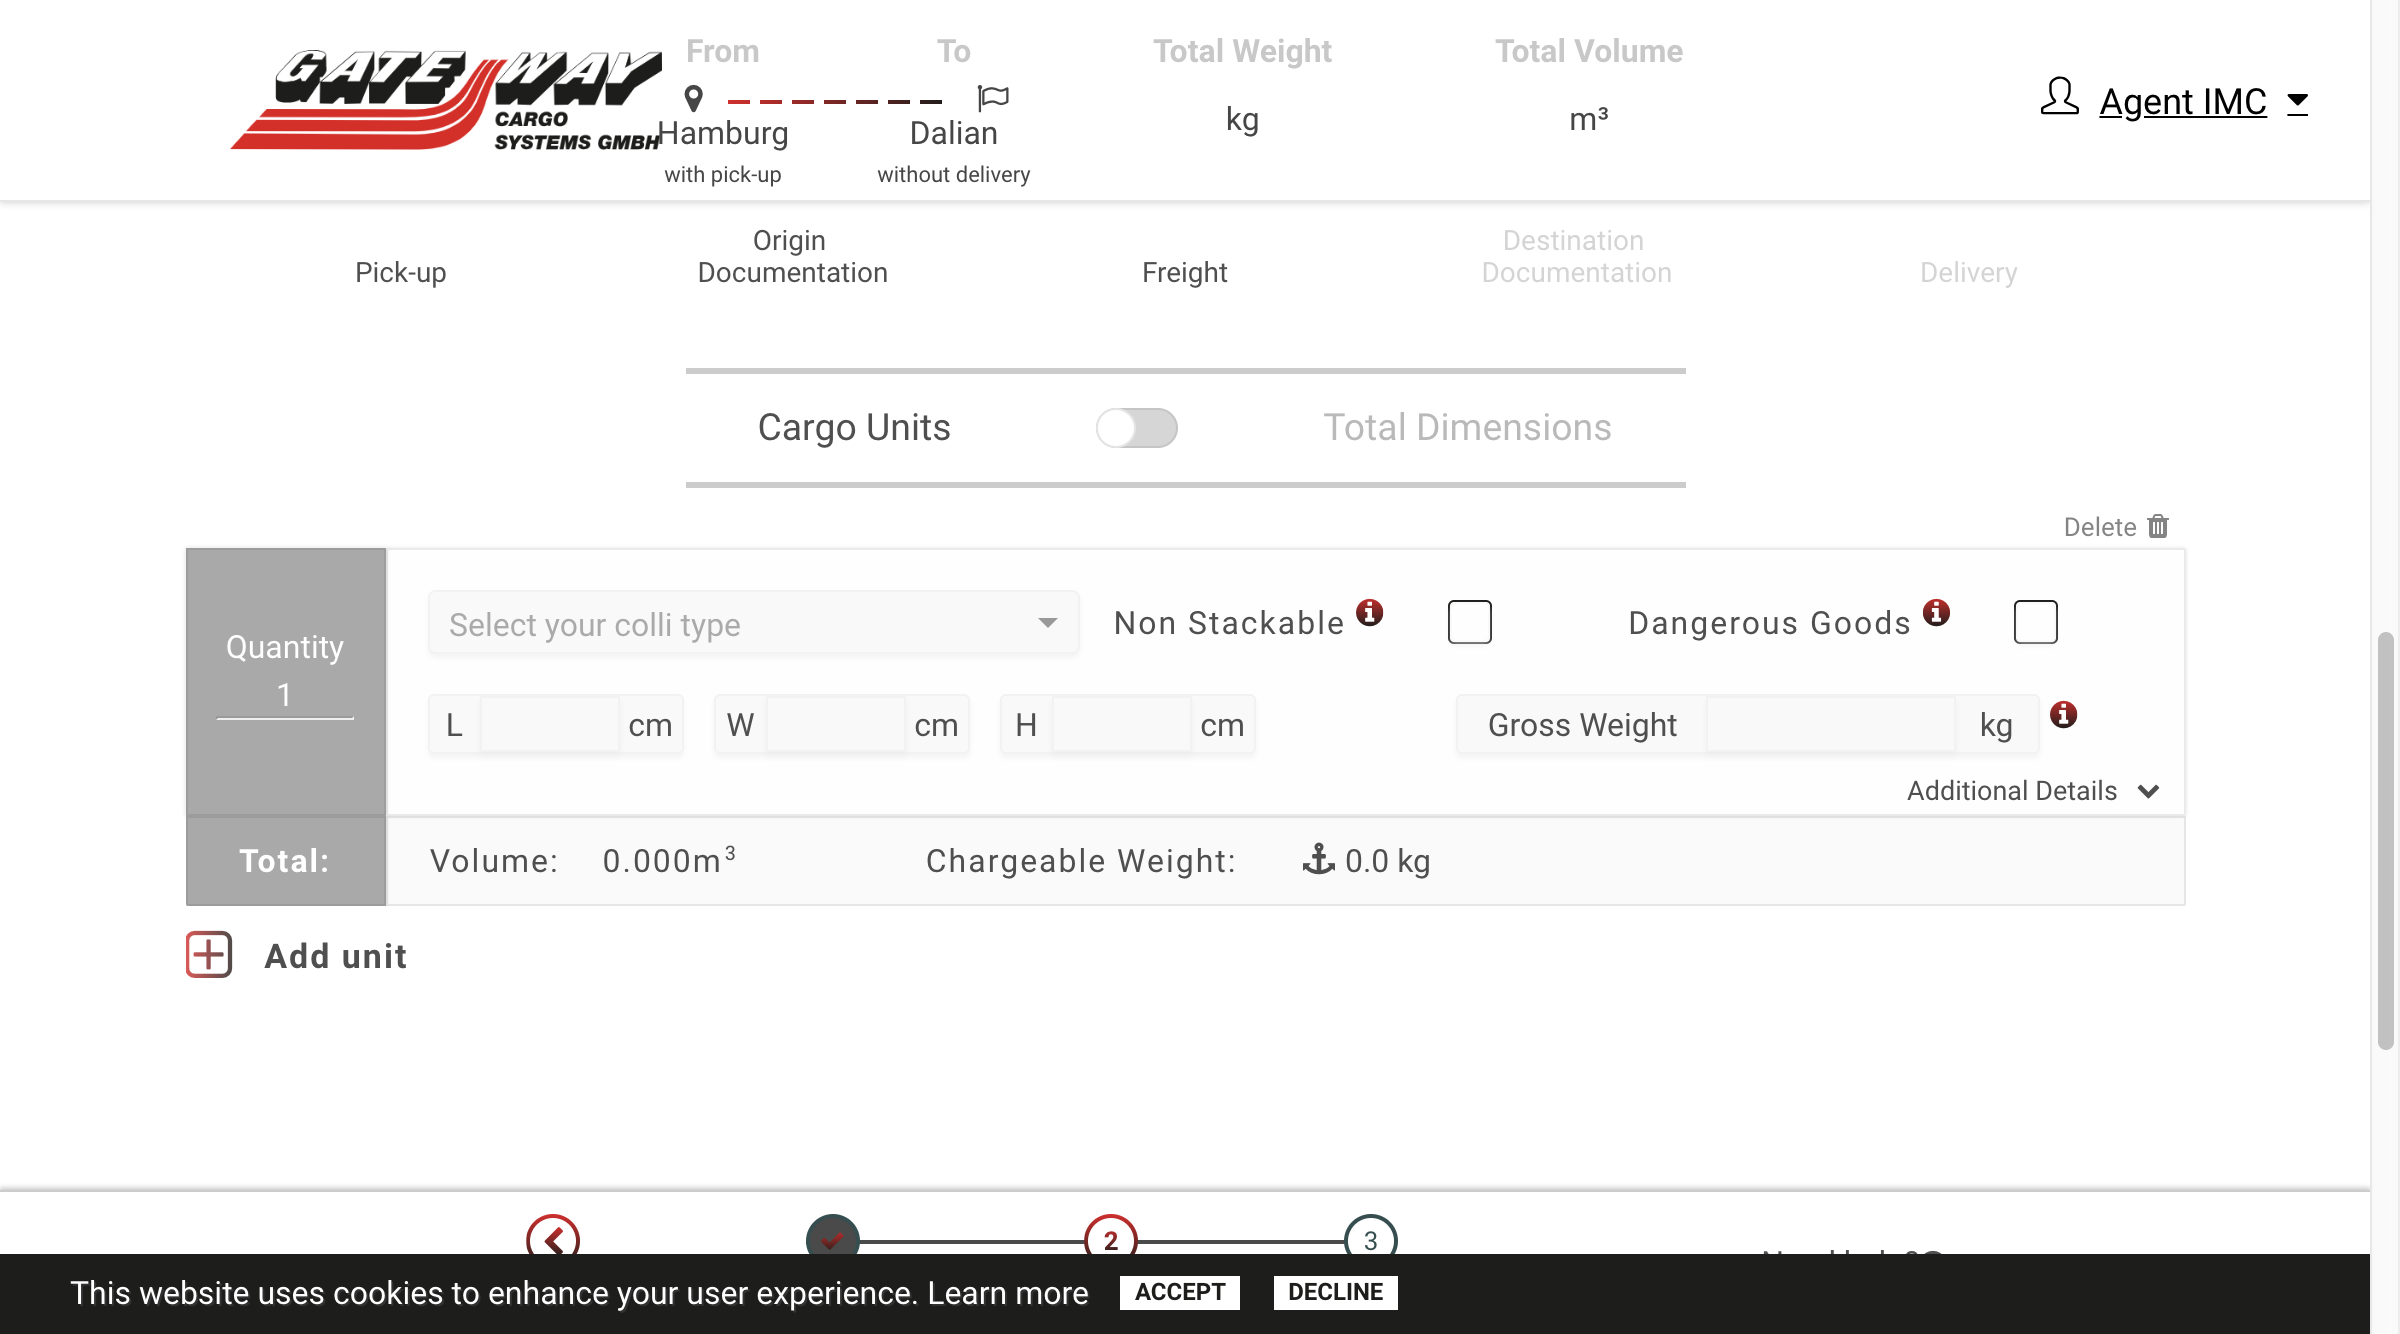 GATEWAY
CARGO
SYSTEMS GMBH
From
To
Total Weight
Total Volume
Hamburg
Dalian
kg
m³
with pick-up
without delivery
Agent IMC
Pick-up
Origin
Documentation
Freight
Destination
Documentation
Delivery
Cargo Units
Total Dimensions
Delete
Quantity
1
Select your colli type
Non Stackable
Dangerous Goods
L cm
W cm
H cm
Gross Weight kg
Additional Details
Total:
Volume: 0.000m³
Chargeable Weight: 0.0 kg
Add unit
2
3
This website uses cookies to enhance your user experience. Learn more
ACCEPT
DECLINE